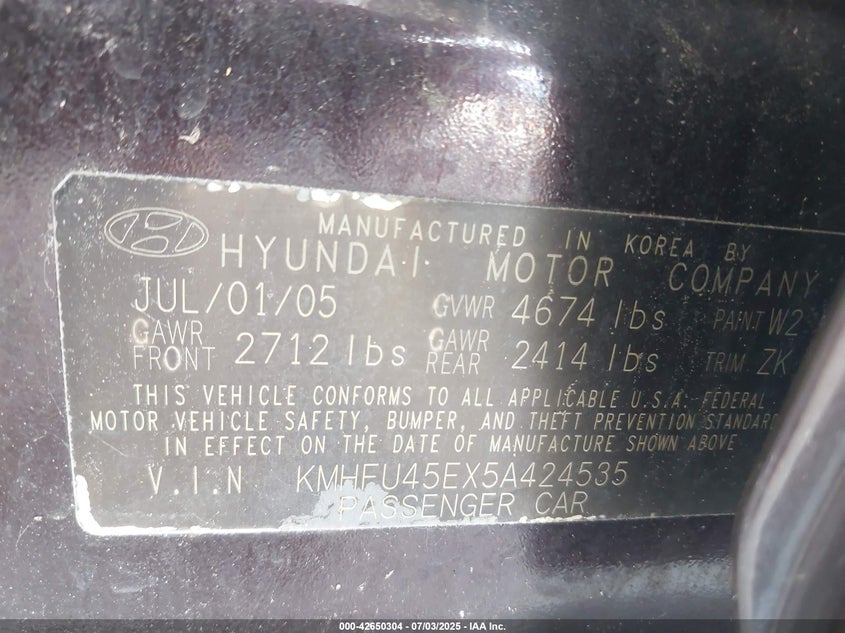 MANUFACTURED IN KOREA BY
HYUNDAI MOTOR COMPANY
JUL/01/05 GVWR 4674 lbs PAINT W2
GAWR FRONT 2712 lbs GAWR REAR 2414 lbs TRIM ZK
THIS VEHICLE CONFORMS TO ALL APPLICABLE U.S.A. FEDERAL
MOTOR VEHICLE SAFETY, BUMPER, AND THEFT PREVENTION STANDARD
IN EFFECT ON THE DATE OF MANUFACTURE SHOWN ABOVE
V.I.N KMHFU45EX5A424535
PASSENGER CAR
000-42650304 - 07/03/2025 - IAA Inc.